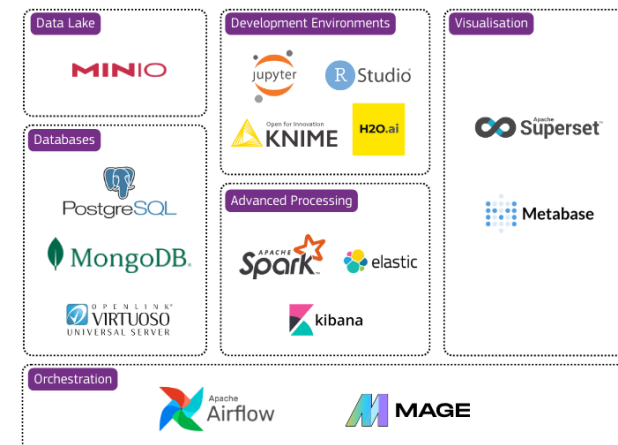 Data Lake
MINIO
Databases
PostgreSQL
MongoDB.
OPENLINK
VIRTUOSO
UNIVERSAL SERVER
Development Environments
jupyter
R Studio
Open for Innovation
KNIME
H2O.ai
Advanced Processing
APACHE
Spark
elastic
kibana
Visualisation
Apache
Superset
Metabase
Orchestration
Apache
Airflow
MAGE